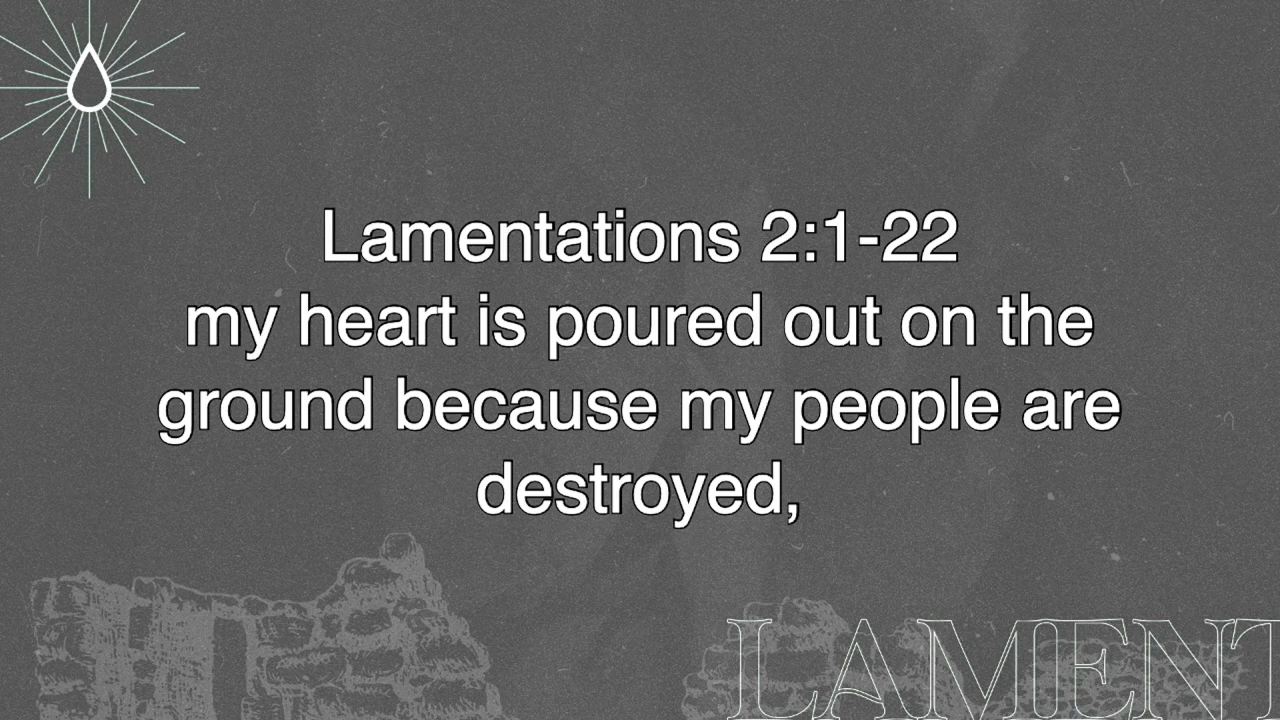 Lamentations 2:1-22
my heart is poured out on the
ground because my people are
destroyed,
LAMENT